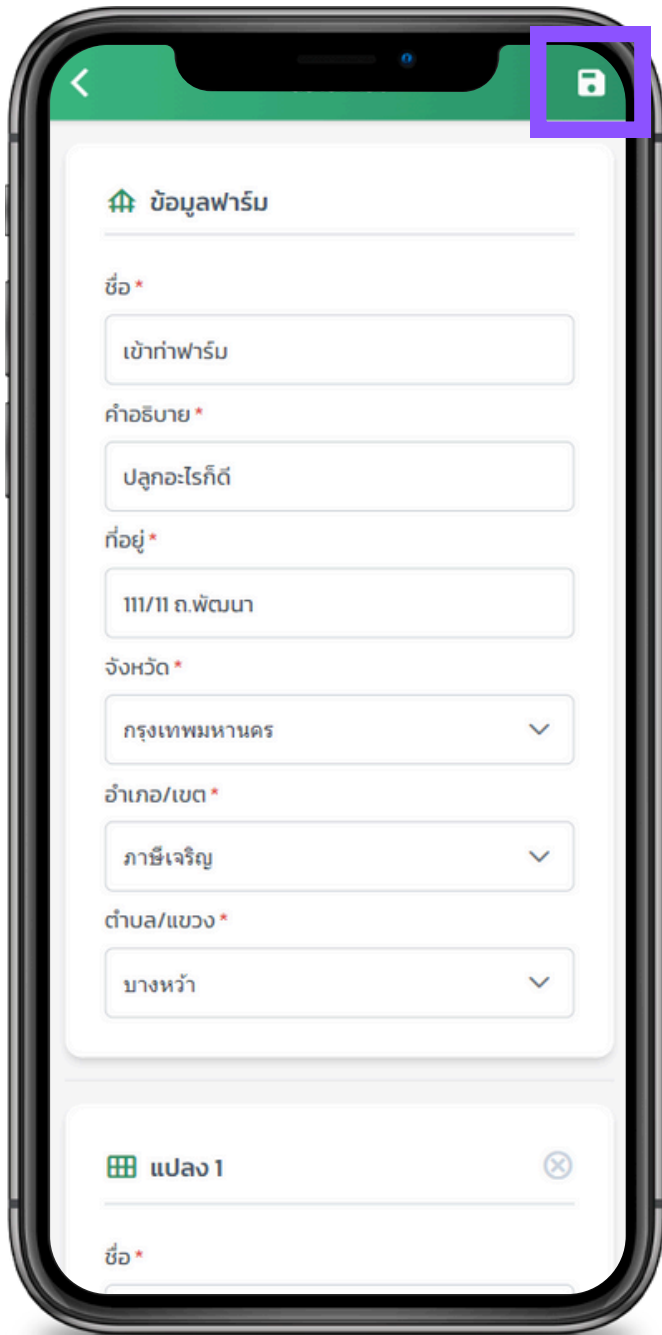 ข้อมูลฟาร์ม
ชื่อ *
เข้าท่าฟาร์ม
คำอธิบาย *
ปลูกอะไรก็ดี
ที่อยู่ *
111/11 ถ.พัฒนา
จังหวัด *
กรุงเทพมหานคร
อำเภอ/เขต *
ภาษีเจริญ
ตำบล/แขวง *
บางหว้า
แปลง 1
ชื่อ *